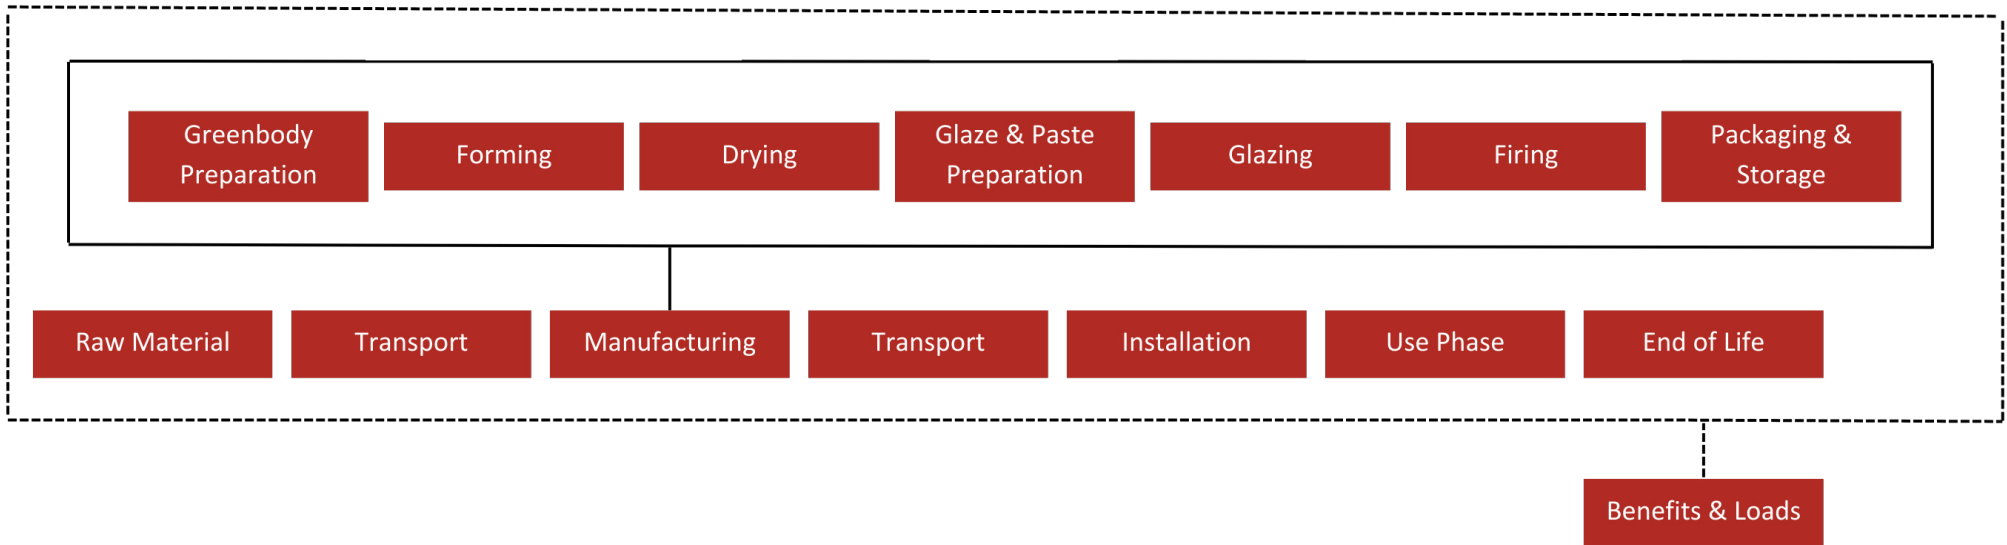 Greenbody
Preparation
Forming
Drying
Glaze & Paste
Preparation
Glazing
Firing
Packaging &
Storage
Raw Material
Transport
Manufacturing
Transport
Installation
Use Phase
End of Life
Benefits & Loads